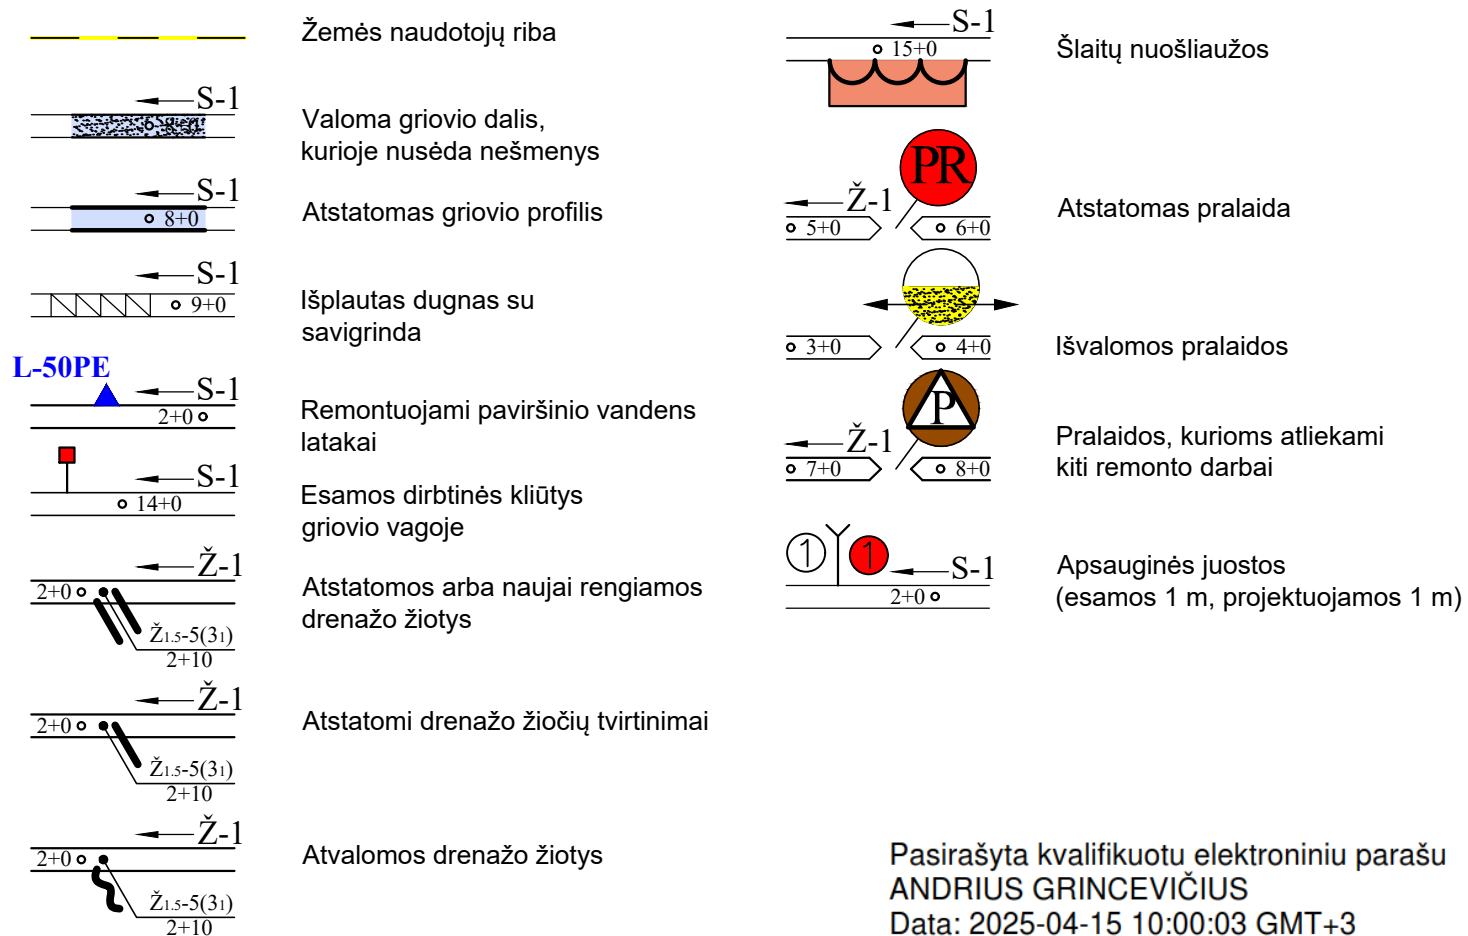 Žemės naudotojų riba
S-1
8+0
Valoma griovio dalis,
kurioje nusėda nešmenys
S-1
8+0
Atstatomas griovio profilis
S-1
9+0
Išplautas dugnas su
savigrinda
L-50PE
S-1
2+0
Remontuojami paviršinio vandens
latakai
S-1
14+0
Esamos dirbtinės kliūtys
griovio vagoje
Ž-1
2+0
Ž1.5-5(31)
2+10
Atstatomos arba naujai rengiamos
drenažo žiotys
Ž-1
2+0
Ž1.5-5(31)
2+10
Atstatomi drenažo žiočių tvirtinimai
Ž-1
2+0
Ž1.5-5(31)
2+10
Atvalomos drenažo žiotys
S-1
15+0
Šlaitų nuošliaužos
PR
Ž-1
5+0 6+0
Atstatomas pralaida
3+0 4+0
Išvalomos pralaidos
P
Ž-1
7+0 8+0
Pralaidos, kurioms atliekami
kiti remonto darbai
1 1
S-1
2+0
Apsauginės juostos
(esamos 1 m, projektuojamos 1 m)
Pasirašyta kvalifikuotu elektroniniu parašu
ANDRIUS GRINCEVIČIUS
Data: 2025-04-15 10:00:03 GMT+3